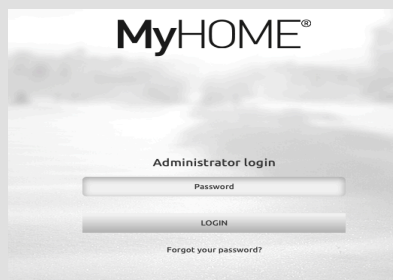 MyHOME®
Administrator login
Password
LOGIN
Forgot your password?